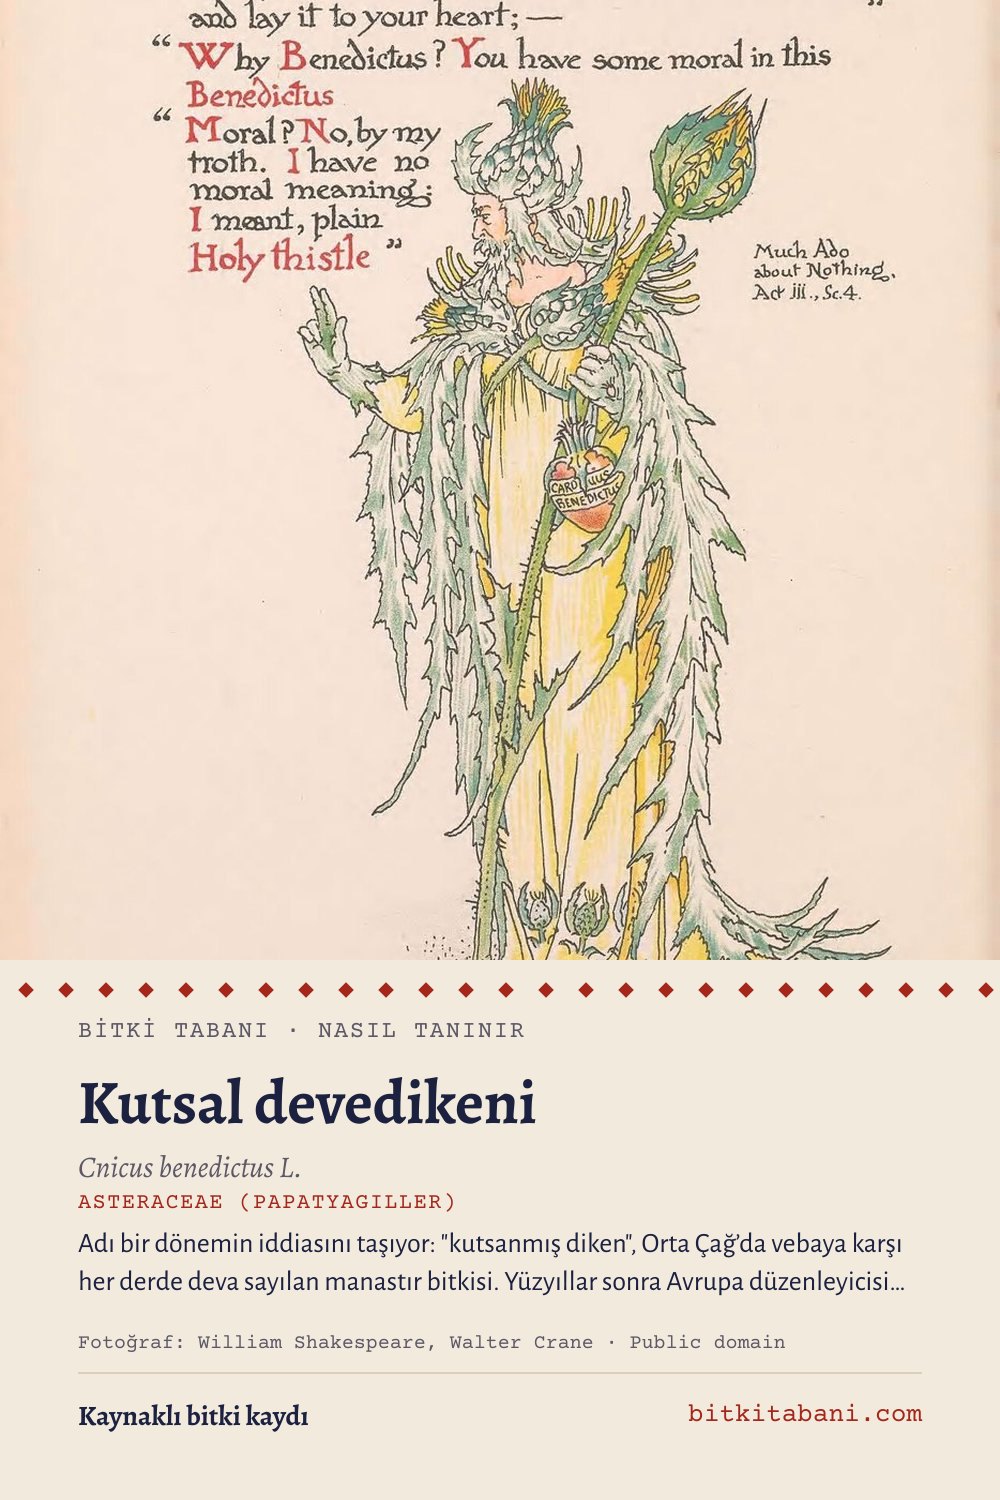 and lay it to your heart; —
“Why Benedictus? You have some moral in this
Benedictus ”
“Moral? No, by my
troth. I have no
moral meaning;
I meant, plain
Holy thistle”
Much Ado
about Nothing,
Act iii., Sc.4.
CARDUUS
BENEDICTUS
BİTKİ TABANI · NASIL TANINIR
Kutsal devedikeni
Cnicus benedictus L.
ASTERACEAE (PAPATYAGILLER)
Adı bir dönemin iddiasını taşıyor: "kutsanmış diken", Orta Çağ’da vebaya karşı
her derde deva sayılan manastır bitkisi. Yüzyıllar sonra Avrupa düzenleyicisi…
Fotoğraf: William Shakespeare, Walter Crane · Public domain
Kaynaklı bitki kaydı
bitkitabani.com